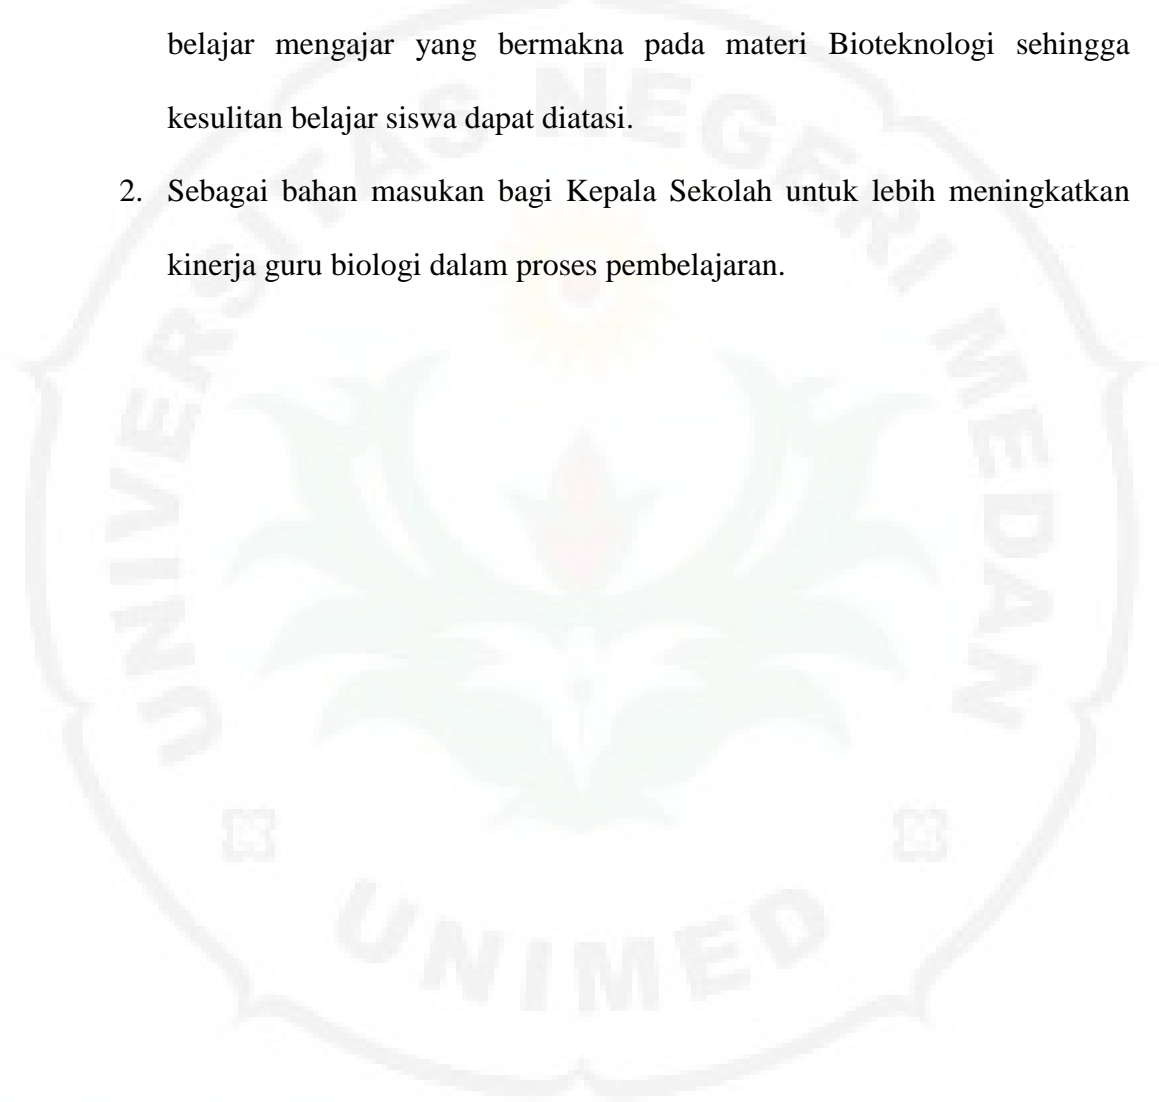 belajar mengajar yang bermakna pada materi Bioteknologi sehingga
kesulitan belajar siswa dapat diatasi.
2. Sebagai bahan masukan bagi Kepala Sekolah untuk lebih meningkatkan
kinerja guru biologi dalam proses pembelajaran.
UNIVERSITAS NEGERI MEDAN
UNIMED